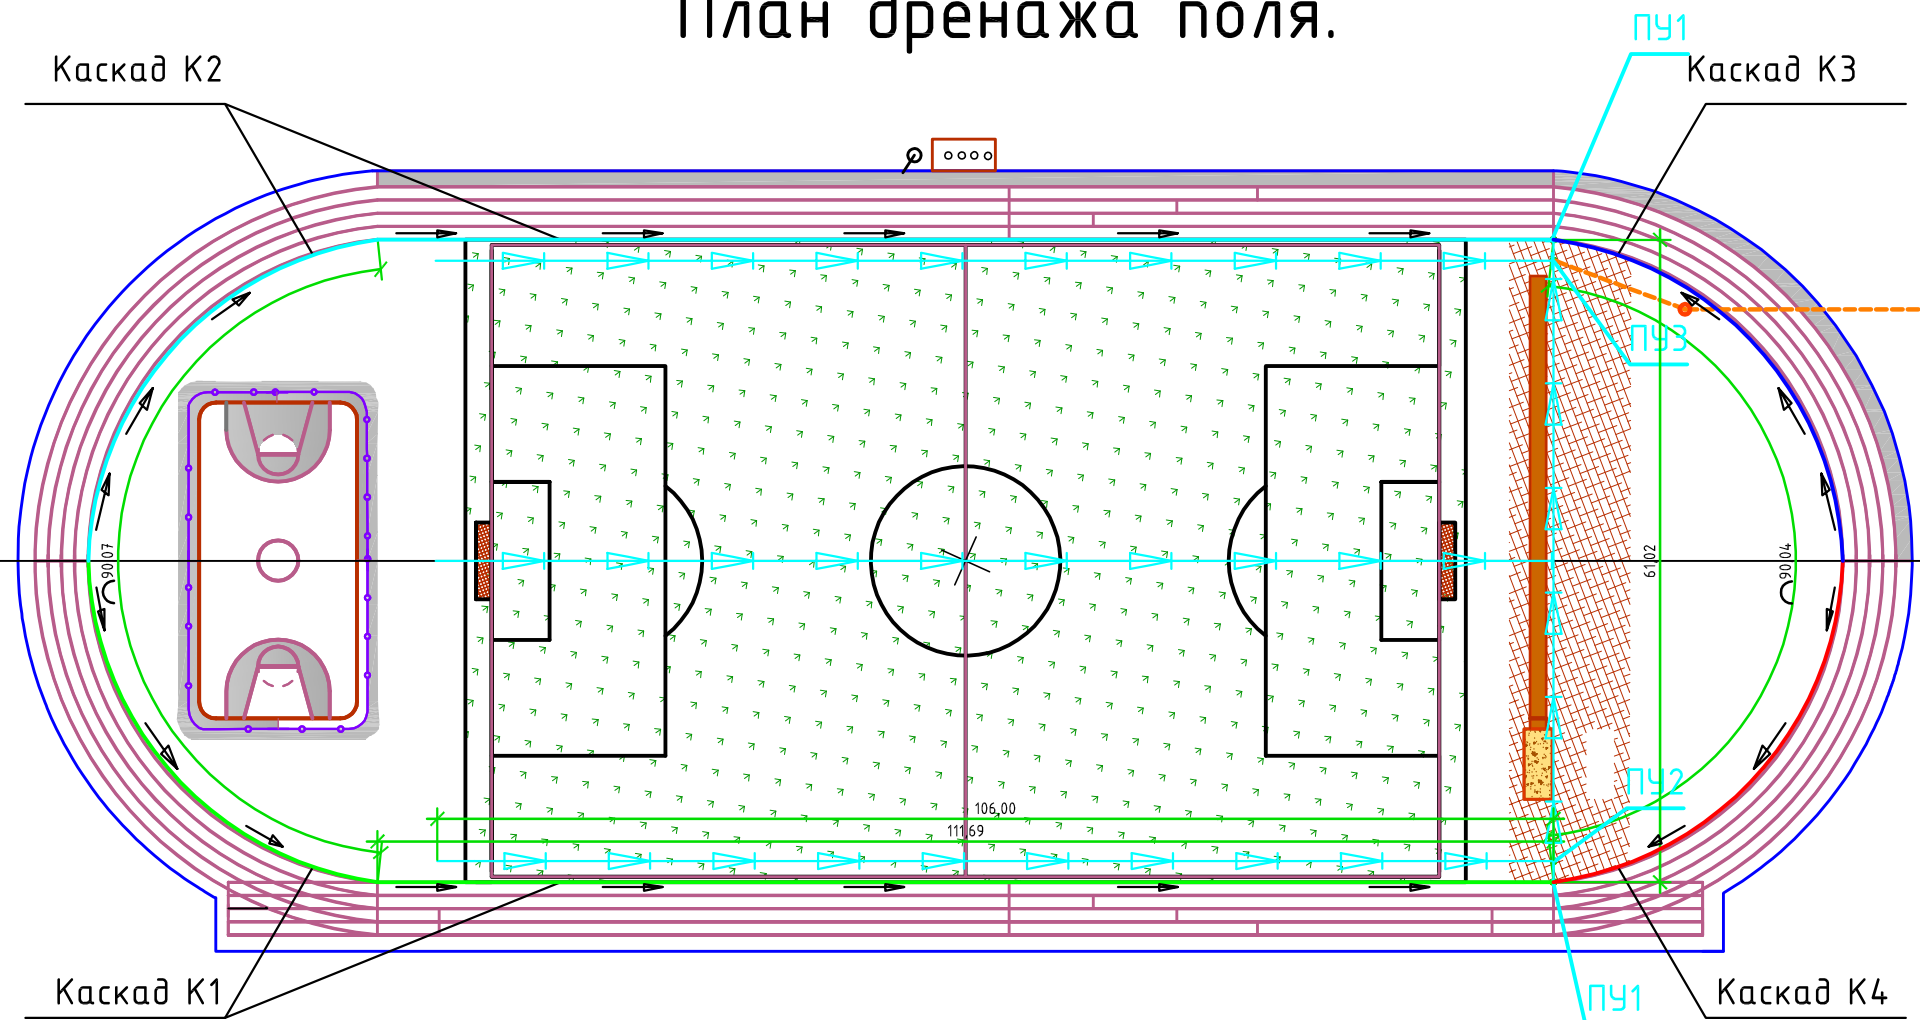 План дренажа поля.
ПУ1
Каскад К2
Каскад К3
ПУ3
90,07
61,02
90,04
ПУ2
106,00
111,69
Каскад К1
ПУ1
Каскад К4